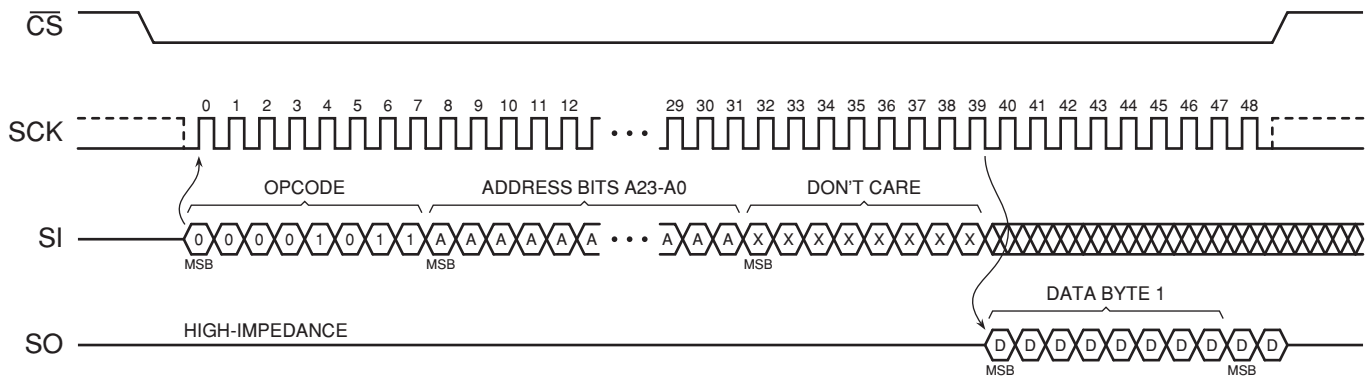 CS
0 1 2 3 4 5 6 7 8 9 10 11 12 29 30 31 32 33 34 35 36 37 38 39 40 41 42 43 44 45 46 47 48
SCK
OPCODE ADDRESS BITS A23-A0 DON'T CARE
SI 0 0 0 0 1 0 1 1 A A A A A A A A A X X X X X X X X
MSB MSB MSB
DATA BYTE 1
HIGH-IMPEDANCE
SO D D D D D D D D D D
MSB MSB